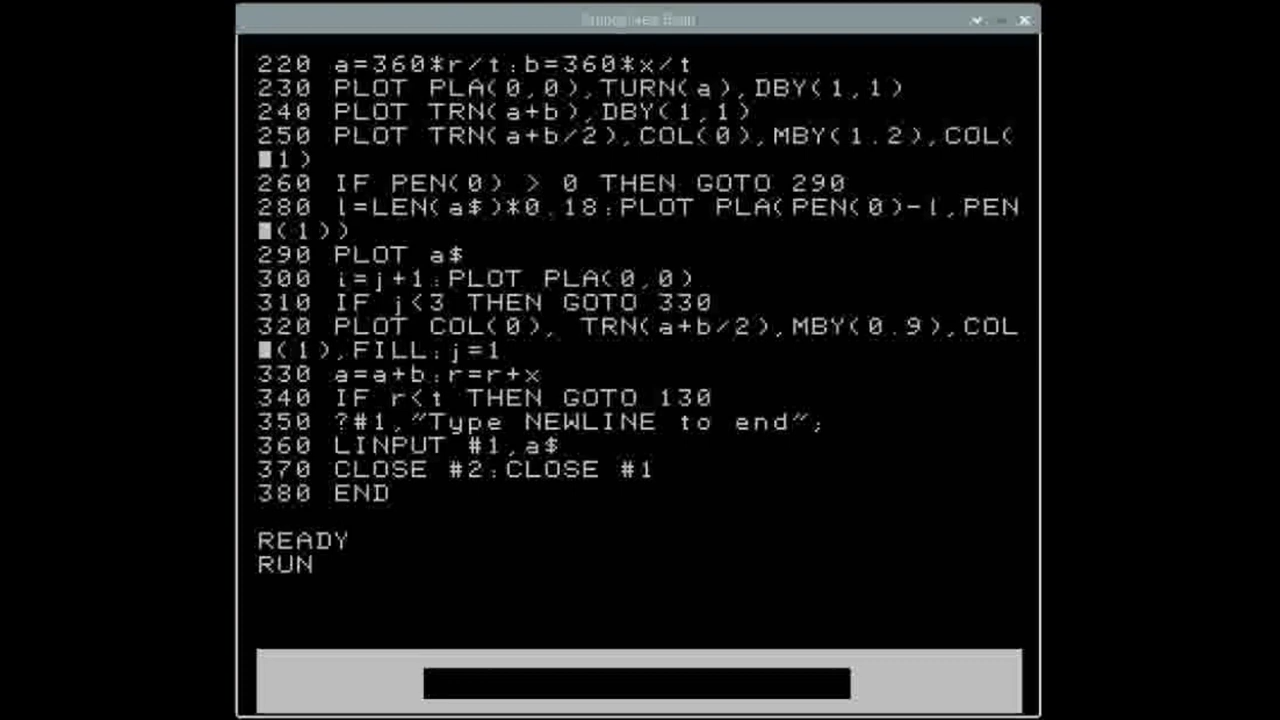 220 a=360*r/t:b=360*x/t
230 PLOT PLA(0,0),TURN(a),DBY(1,1)
240 PLOT TRN(a+b),DBY(1,1)
250 PLOT TRN(a+b/2),COL(0),MBY(1.2),COL(
1)
260 IF PEN(0) > 0 THEN GOTO 290
280 l=LEN(a$)*0.18:PLOT PLA(PEN(0)-l,PEN
(1))
290 PLOT a$
300 i=j+1:PLOT PLA(0,0)
310 IF j<3 THEN GOTO 330
320 PLOT COL(0), TRN(a+b/2),MBY(0.9),COL
(1),FILL:j=1
330 a=a+b:r=r+x
340 IF r<t THEN GOTO 130
350 ?#1,"Type NEWLINE to end";
360 LINPUT #1,a$
370 CLOSE #2:CLOSE #1
380 END
READY
RUN